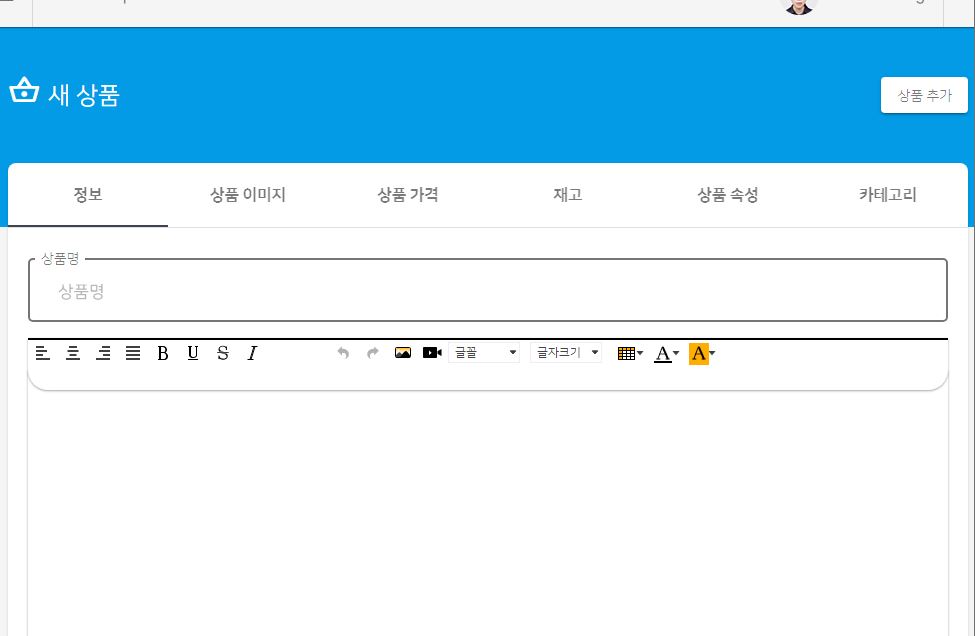 새 상품
상품 추가
정보 상품 이미지 상품 가격 재고 상품 속성 카테고리
상품명
상품명
B U S I 글꼴 글자크기 A A